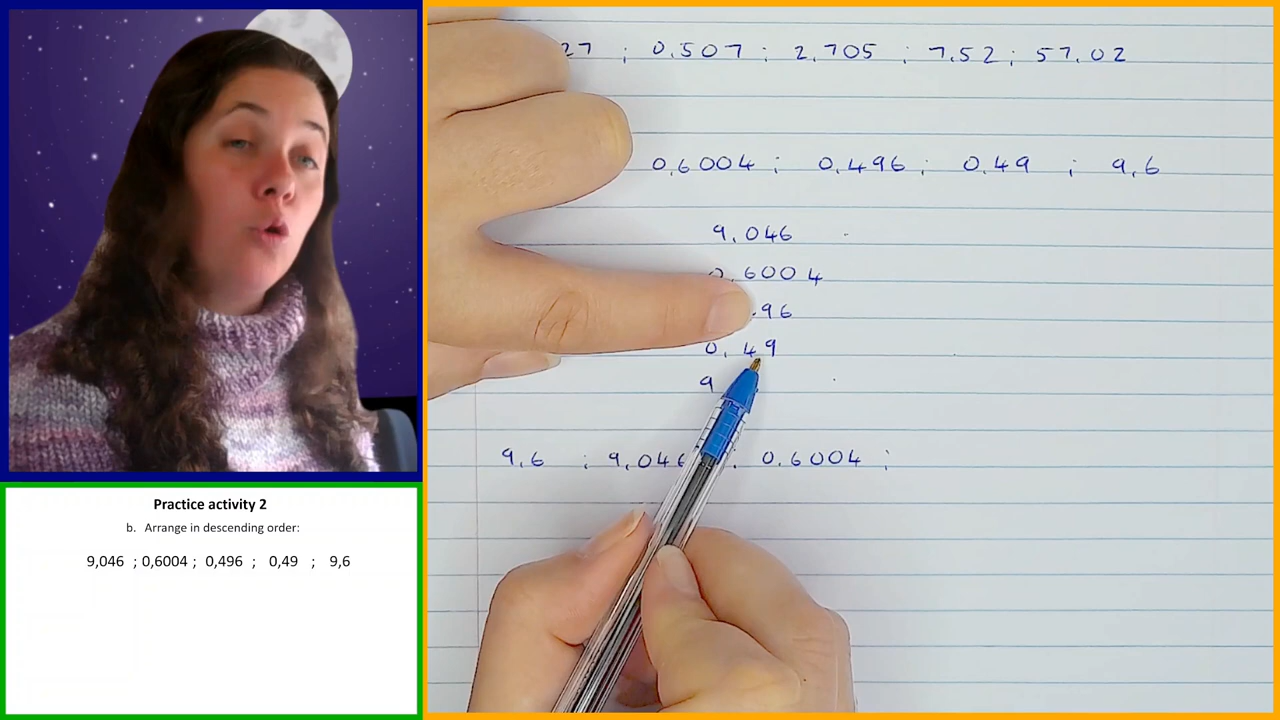 Practice activity 2
b. Arrange in descending order:
9,046 ; 0,6004 ; 0,496 ; 0,49 ; 9,6
27 ; 0,507 ; 2,705 ; 7,52 ; 57,02
0,6004 ; 0,496 ; 0,49 ; 9,6
9,046
0,6004
,96
0,49
9
9,6 ; 9,046 ; 0,6004 ;